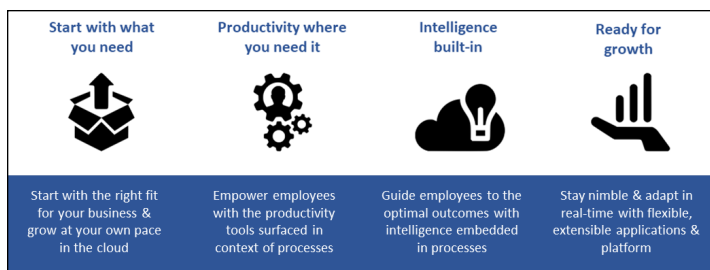 Start with what
you need
Productivity where
you need it
Intelligence
built-in
Ready for
growth
Start with the right fit
for your business &
grow at your own pace
in the cloud
Empower employees
with the productivity
tools surfaced in
context of processes
Guide employees to the
optimal outcomes with
intelligence embedded
in processes
Stay nimble & adapt in
real-time with flexible,
extensible applications &
platform